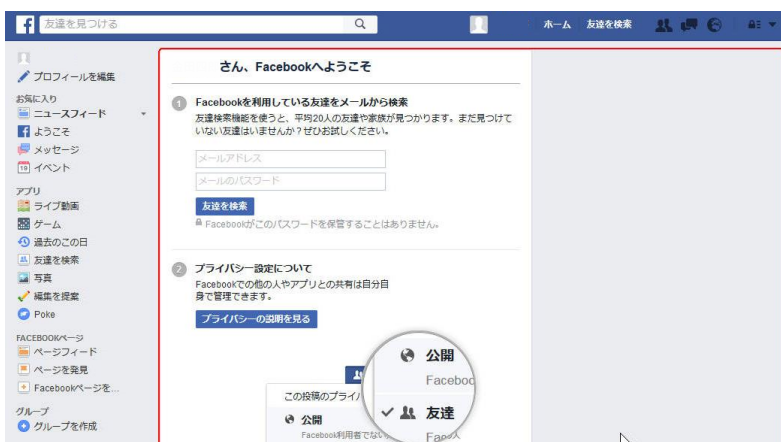 友達を見つける
ホーム
友達を検索
プロフィールを編集
お気に入り
ニュースフィード
ようこそ
メッセージ
19 イベント
アプリ
ライブ動画
ゲーム
過去のこの日
友達を検索
写真
編集を提案
Poke
FACEBOOKページ
ページフィード
ページを発見
Facebookページを...
グループ
グループを作成
さん、Facebookへようこそ
1 Facebookを利用している友達をメールから検索
友達検索機能を使うと、平均20人の友達や家族が見つかります。まだ見つけて
いない友達はいませんか？ぜひお試しください。
メールアドレス
メールのパスワード
友達を検索
Facebookがこのパスワードを保管することはありません。
2 プライバシー設定について
Facebookでの他の人やアプリとの共有は自分自
身で管理できます。
プライバシーの説明を見る
この投稿のプライバ
公開
Facebook利用者でない
公開
Faceboo
友達